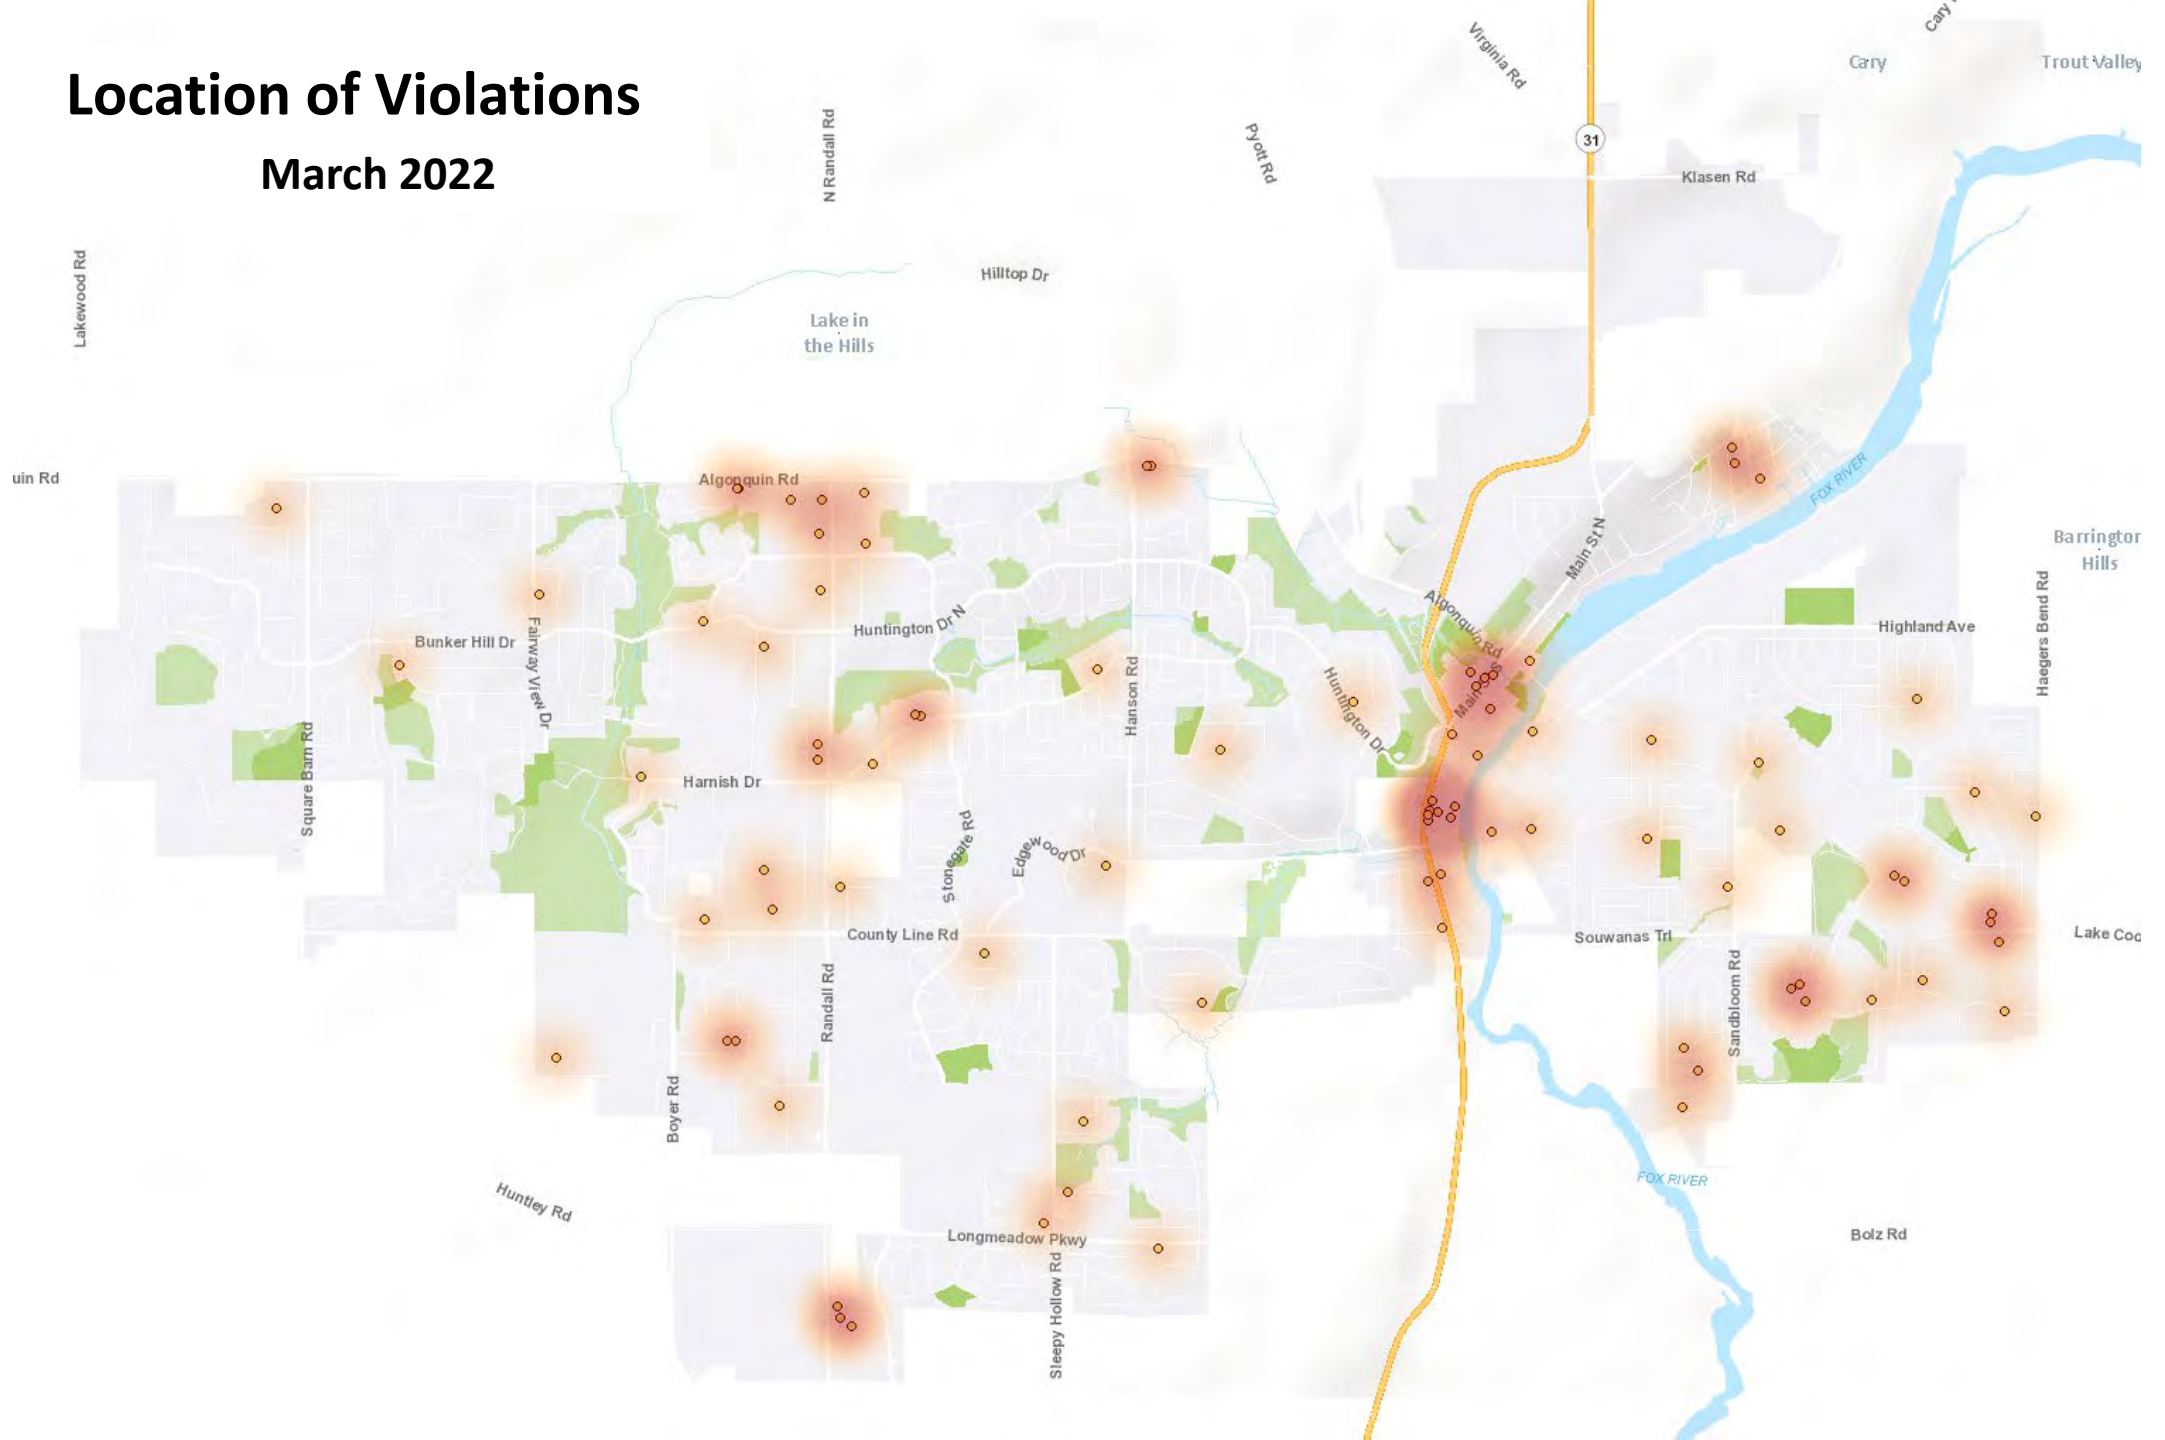 Location of Violations
March 2022
Cary
Trout Valley
Virginia Rd
N Randall Rd
Pyott Rd
31
Klasen Rd
Lakewood Rd
Hilltop Dr
Lake in
the Hills
uin Rd
Algonquin Rd
FOX RIVER
Main St N
Barrington
Hills
Algonquin Rd
Haegers Bend Rd
Highland Ave
Huntington Dr N
Bunker Hill Dr
Fairway View Dr
Hanson Rd
Huntington Dr
Main St S
Square Barn Rd
Harnish Dr
Stonegate Rd
Edgewood Dr
County Line Rd
Souwanas Trl
Lake Coo
Randall Rd
Sandbloom Rd
Boyer Rd
Huntley Rd
FOX RIVER
Longmeadow Pkwy
Bolz Rd
Sleepy Hollow Rd